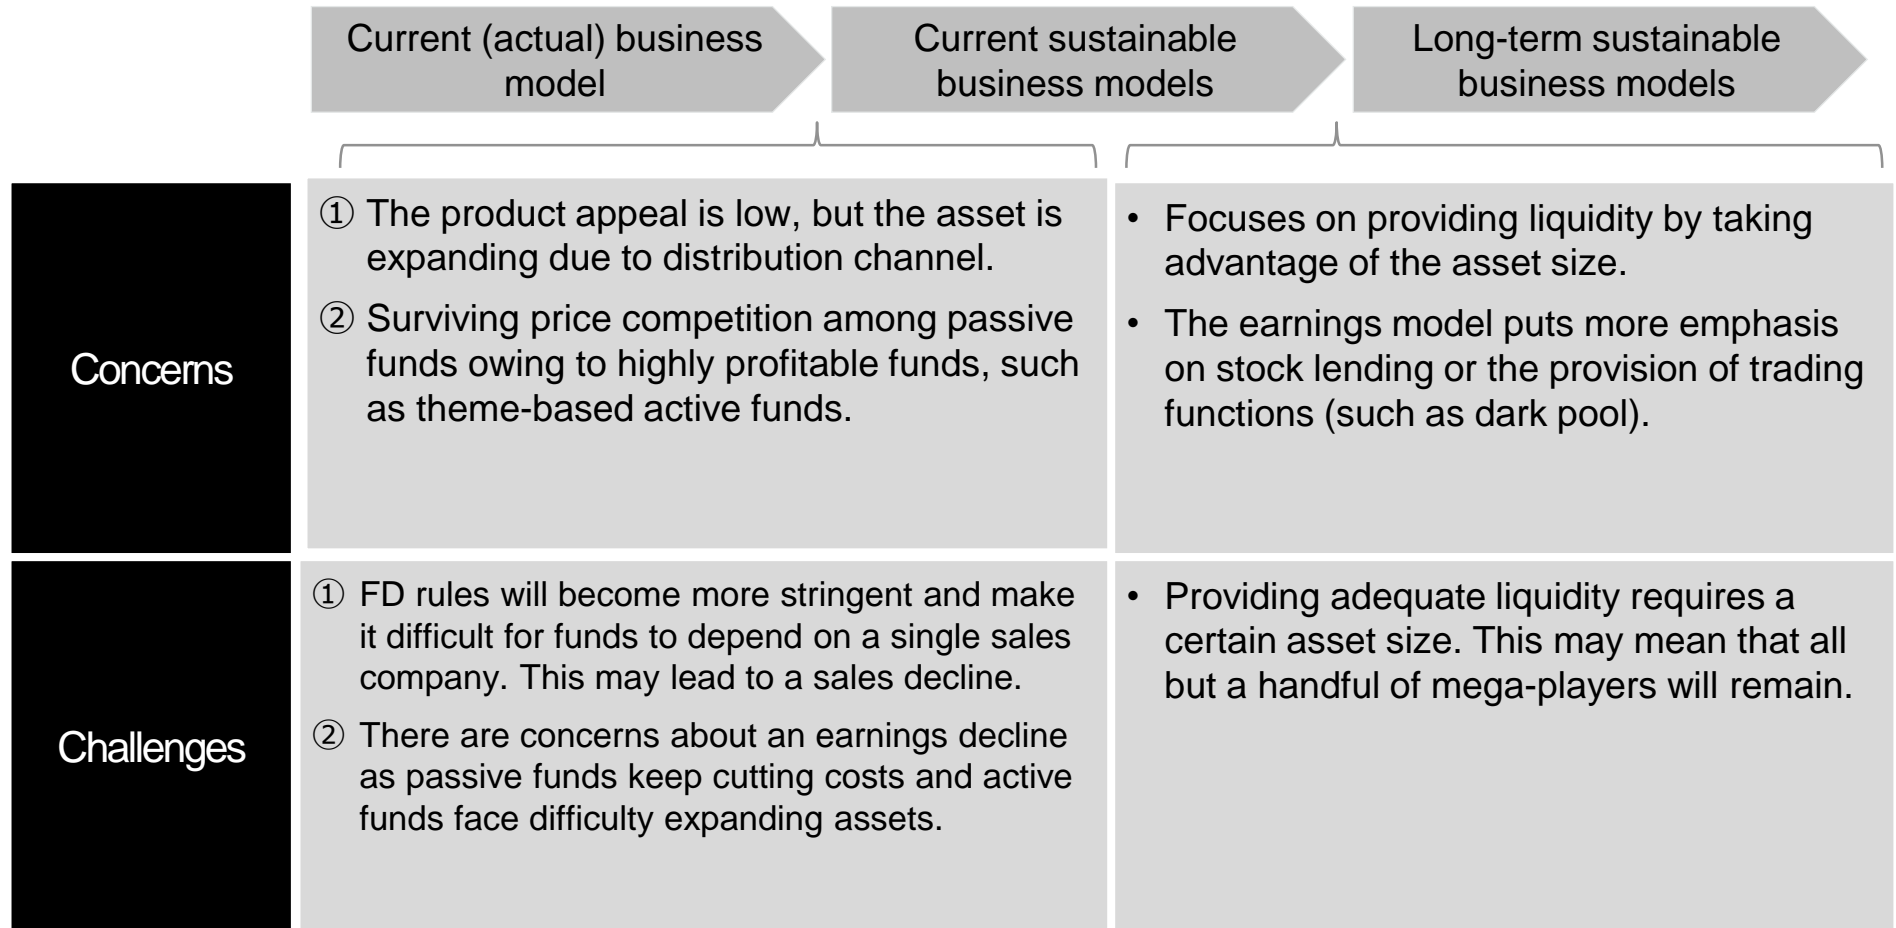 Current (actual) business
model
Current sustainable
business models
Long-term sustainable
business models
Concerns
① The product appeal is low, but the asset is
expanding due to distribution channel.
② Surviving price competition among passive
funds owing to highly profitable funds, such
as theme-based active funds.
• Focuses on providing liquidity by taking
advantage of the asset size.
• The earnings model puts more emphasis
on stock lending or the provision of trading
functions (such as dark pool).
Challenges
① FD rules will become more stringent and make
it difficult for funds to depend on a single sales
company. This may lead to a sales decline.
② There are concerns about an earnings decline
as passive funds keep cutting costs and active
funds face difficulty expanding assets.
• Providing adequate liquidity requires a
certain asset size. This may mean that all
but a handful of mega-players will remain.